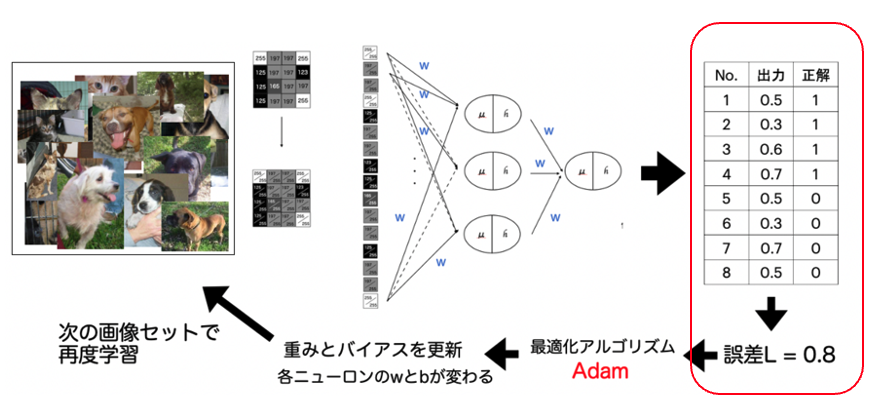 255 197 197 255
125 197 197 123
125 165 197 197
125 197 197 255
w
w
w
w
w
w
w
w
μ ℎ
μ ℎ
μ ℎ
μ ℎ
No. 出力 正解
1 0.5 1
2 0.3 1
3 0.6 1
4 0.7 1
5 0.5 0
6 0.3 0
7 0.7 0
8 0.5 0
誤差L = 0.8
最適化アルゴリズム
Adam
重みとバイアスを更新
各ニューロンのwとbが変わる
次の画像セットで
再度学習